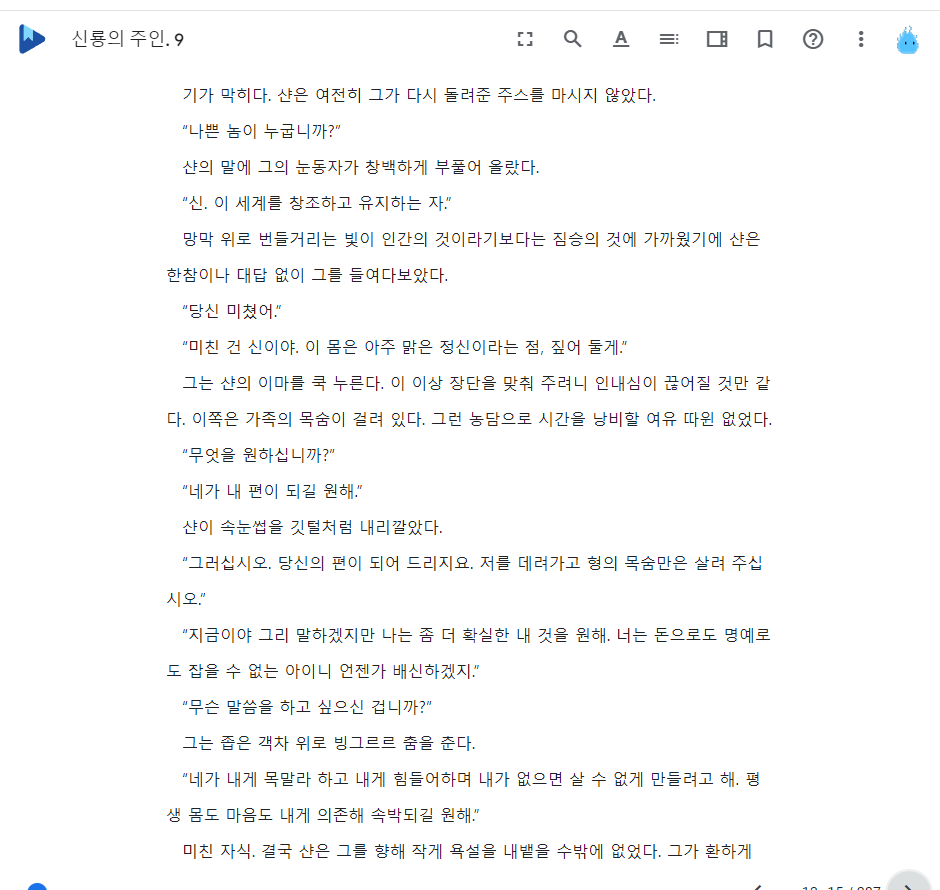 신룡의 주인. 9
기가 막히다. 샨은 여전히 그가 다시 돌려준 주스를 마시지 않았다.
“나쁜 놈이 누굽니까?”
샨의 말에 그의 눈동자가 창백하게 부풀어 올랐다.
“신. 이 세계를 창조하고 유지하는 자.”
망막 위로 번들거리는 빛이 인간의 것이라기보다는 짐승의 것에 가까웠기에 샨은
한참이나 대답 없이 그를 들여다보았다.
“당신 미쳤어.”
“미친 건 신이야. 이 몸은 아주 맑은 정신이라는 점, 짚어 둘게.”
그는 샨의 이마를 쿡 누른다. 이 이상 장단을 맞춰 주려니 인내심이 끊어질 것만 같
다. 이쪽은 가족의 목숨이 걸려 있다. 그런 농담으로 시간을 낭비할 여유 따윈 없었다.
“무엇을 원하십니까?”
“네가 내 편이 되길 원해.”
샨이 속눈썹을 깃털처럼 내리깔았다.
“그러십시오. 당신의 편이 되어 드리지요. 저를 데려가고 형의 목숨만은 살려 주십
시오.”
“지금이야 그리 말하겠지만 나는 좀 더 확실한 내 것을 원해. 너는 돈으로도 명예로
도 잡을 수 없는 아이니 언젠가 배신하겠지.”
“무슨 말씀을 하고 싶으신 겁니까?”
그는 좁은 객차 위로 빙그르르 춤을 춘다.
“네가 내게 목말라 하고 내게 힘들어하며 내가 없으면 살 수 없게 만들려고 해. 평
생 몸도 마음도 내게 의존해 속박되길 원해.”
미친 자식. 결국 샨은 그를 향해 작게 욕설을 내뱉을 수밖에 없었다. 그가 환하게